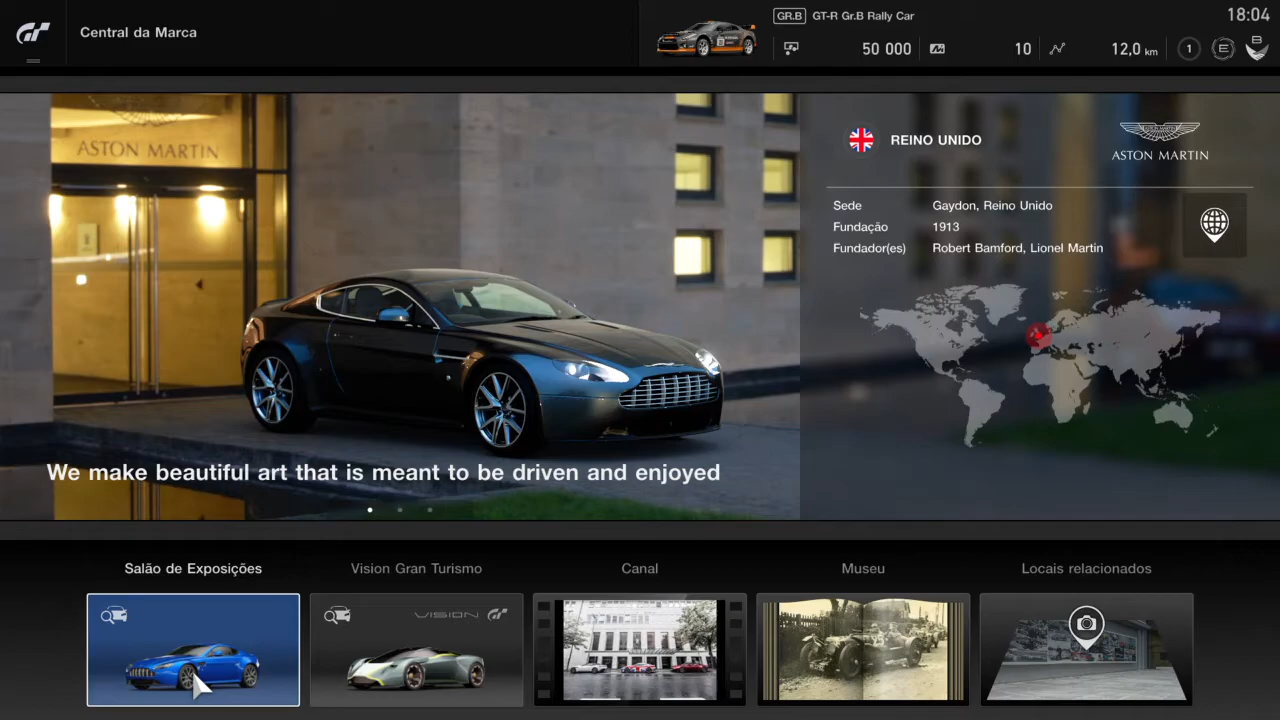 Central da Marca
GR.B GT-R Gr.B Rally Car
18:04
50 000
10
12,0 km
1
E
B
ASTON MARTIN
REINO UNIDO
ASTON MARTIN
Sede Gaydon, Reino Unido
Fundação 1913
Fundador(es) Robert Bamford, Lionel Martin
We make beautiful art that is meant to be driven and enjoyed
Salão de Exposições
Vision Gran Turismo
Canal
Museu
Locais relacionados
VISION GT